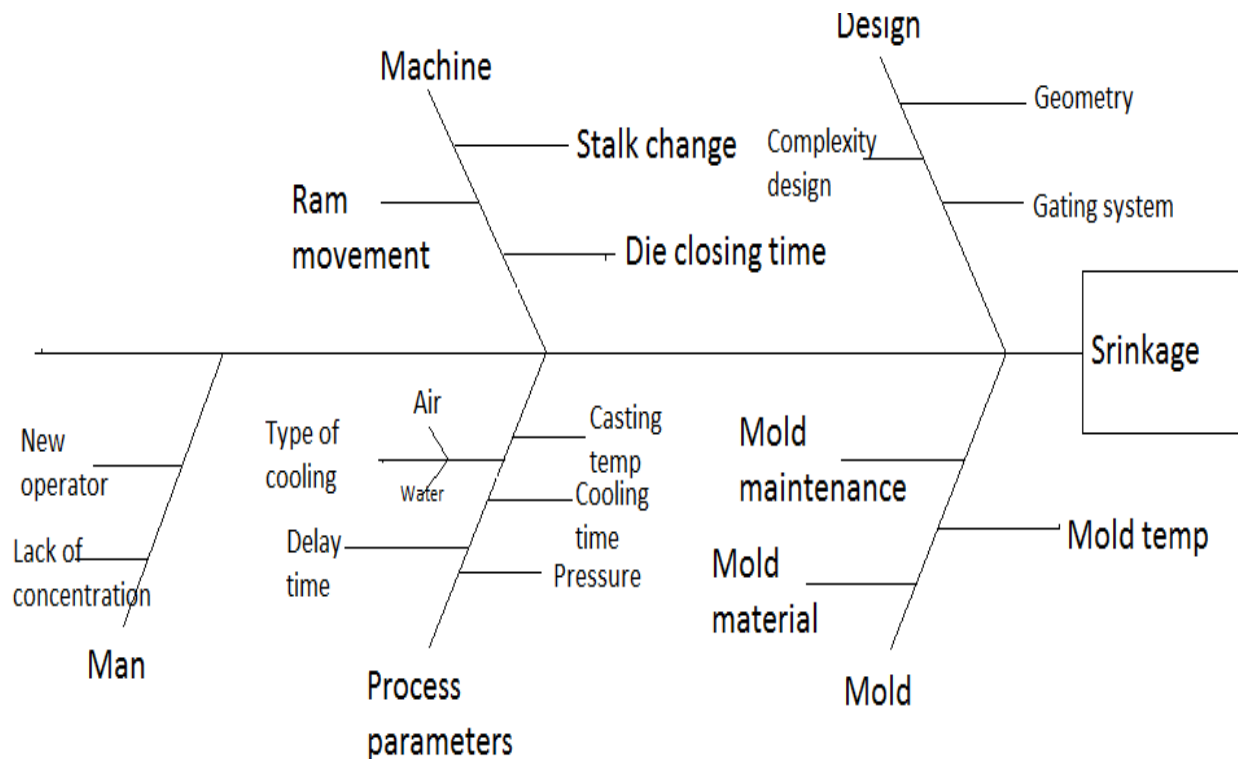 Design
Machine
Geometry
Stalk change
Complexity
design
Ram
movement
Gating system
Die closing time
Srinkage
Air
Casting
temp
Type of
cooling
New
operator
Mold
maintenance
Water
Cooling
time
Delay
time
Mold temp
Lack of
concentration
Pressure
Mold
material
Man
Process
parameters
Mold